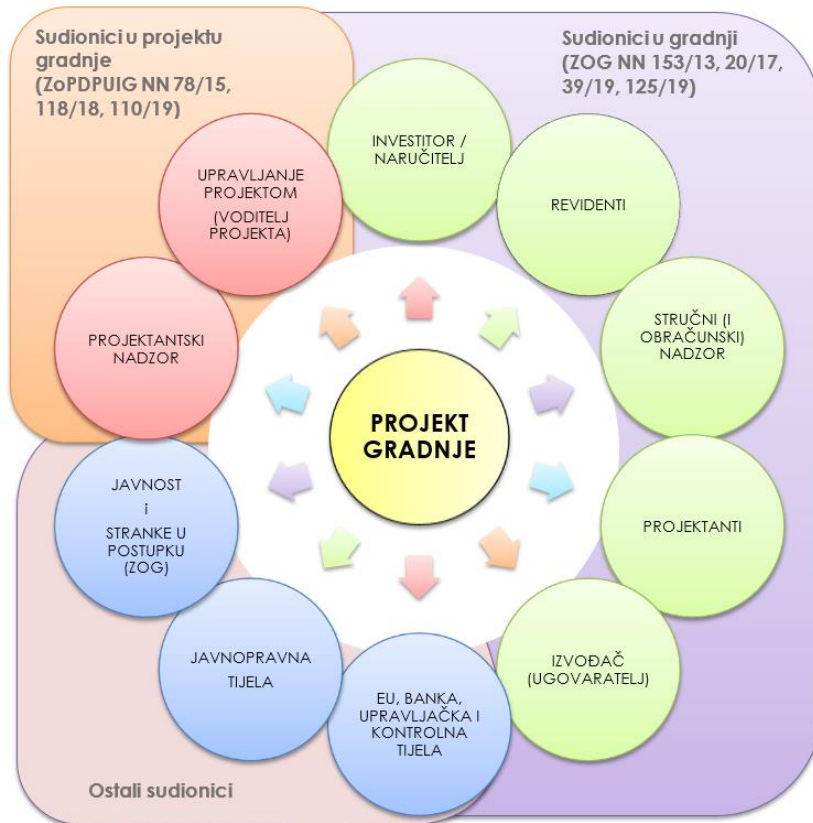 Sudionici u projektu
gradnje
(ZoPDPUIG NN 78/15,
118/18, 110/19)
Sudionici u gradnji
(ZOG NN 153/13, 20/17,
39/19, 125/19)
INVESTITOR /
NARUČITELJ
REVIDENTI
STRUČNI (I
OBRAČUNSKI)
NADZOR
PROJEKTANTI
IZVOĐAČ
(UGOVARATELJ)
EU, BANKA,
UPRAVLJAČKA I
KONTROLNA
TIJELA
JAVNOPRAVNA
TIJELA
JAVNOST
i
STRANKE U
POSTUPKU
(ZOG)
PROJEKTANTSKI
NADZOR
UPRAVLJANJE
PROJEKTOM
(VODITELJ
PROJEKTA)
PROJEKT
GRADNJE
Ostali sudionici